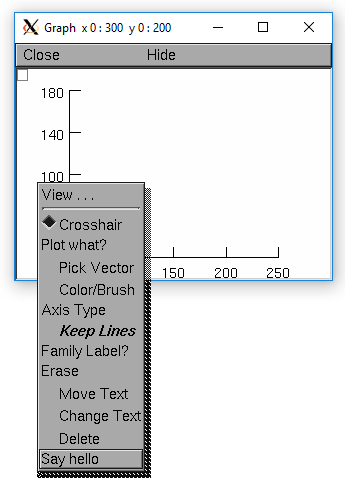 Graph x 0 : 300 y 0 : 200
Close Hide
180
140
100
View . . .
Crosshair
Plot what?
Pick Vector
Color/Brush
150 200 250
Axis Type
Keep Lines
Family Label?
Erase
Move Text
Change Text
Delete
Say hello